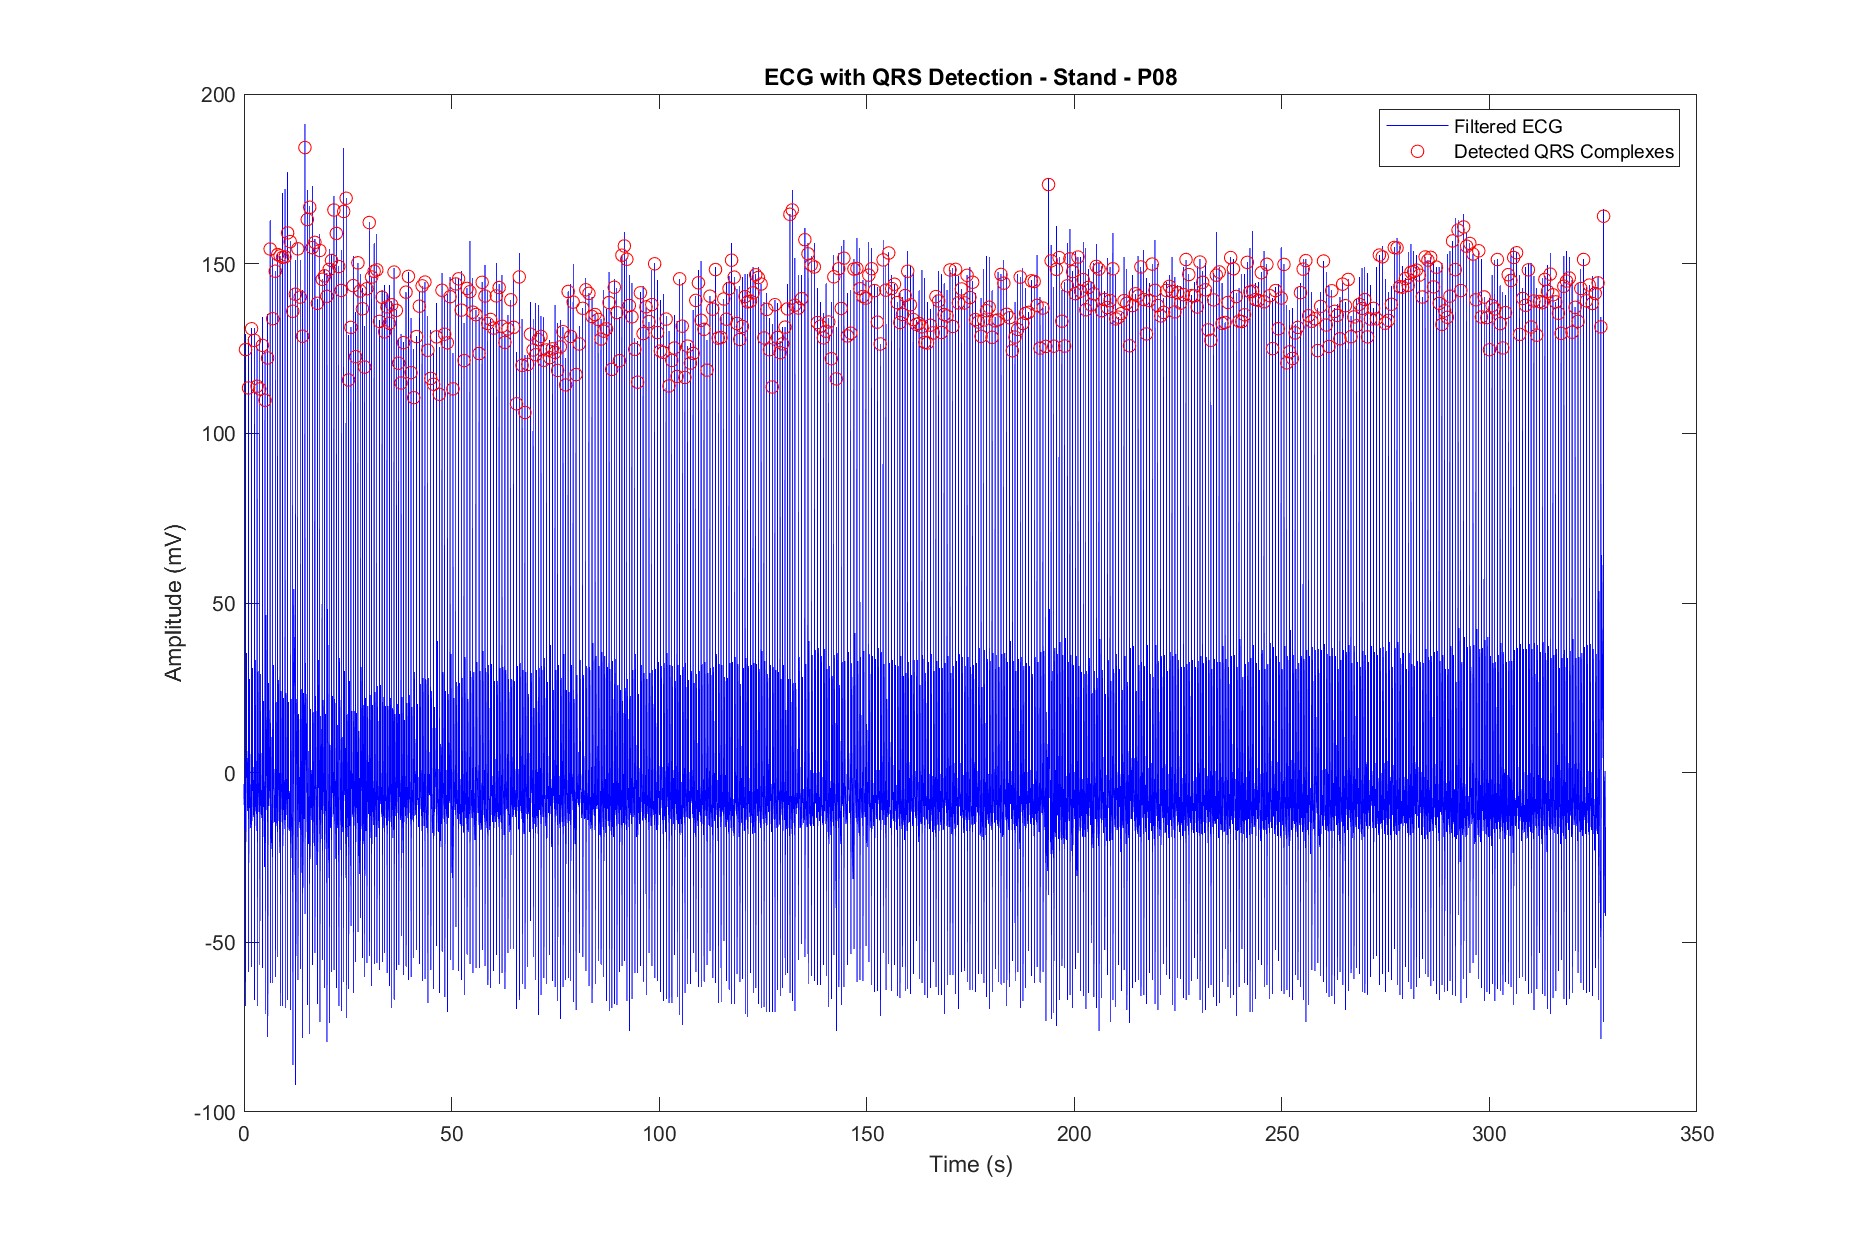 ECG with QRS Detection - Stand - P08
200
150
100
50
0
-50
-100
Amplitude (mV)
Filtered ECG
Detected QRS Complexes
0 50 100 150 200 250 300 350
Time (s)